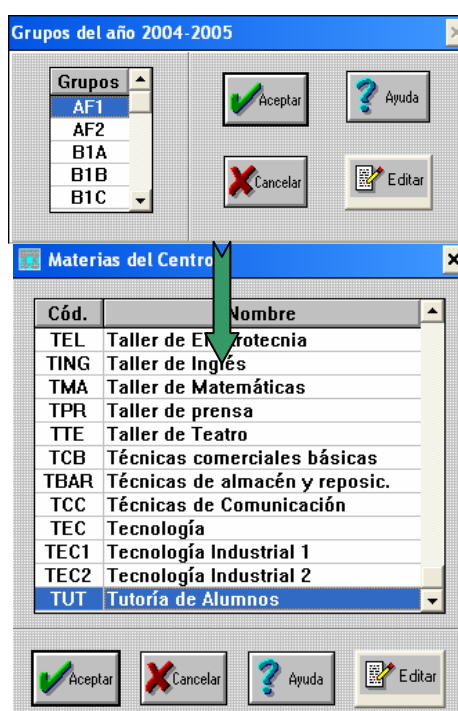 Grupos del año 2004-2005
Grupos
AF1
AF2
B1A
B1B
B1C
Aceptar
Ayuda
Cancelar
Editar
Materias del Centro
Cód. Nombre
TEL Taller de Electrotecnia
TING Taller de Inglés
TMA Taller de Matemáticas
TPR Taller de prensa
TTE Taller de Teatro
TCB Técnicas comerciales básicas
TBAR Técnicas de almacén y reposic.
TCC Técnicas de Comunicación
TEC Tecnología
TEC1 Tecnología Industrial 1
TEC2 Tecnología Industrial 2
TUT Tutoría de Alumnos
Aceptar Cancelar Ayuda Editar